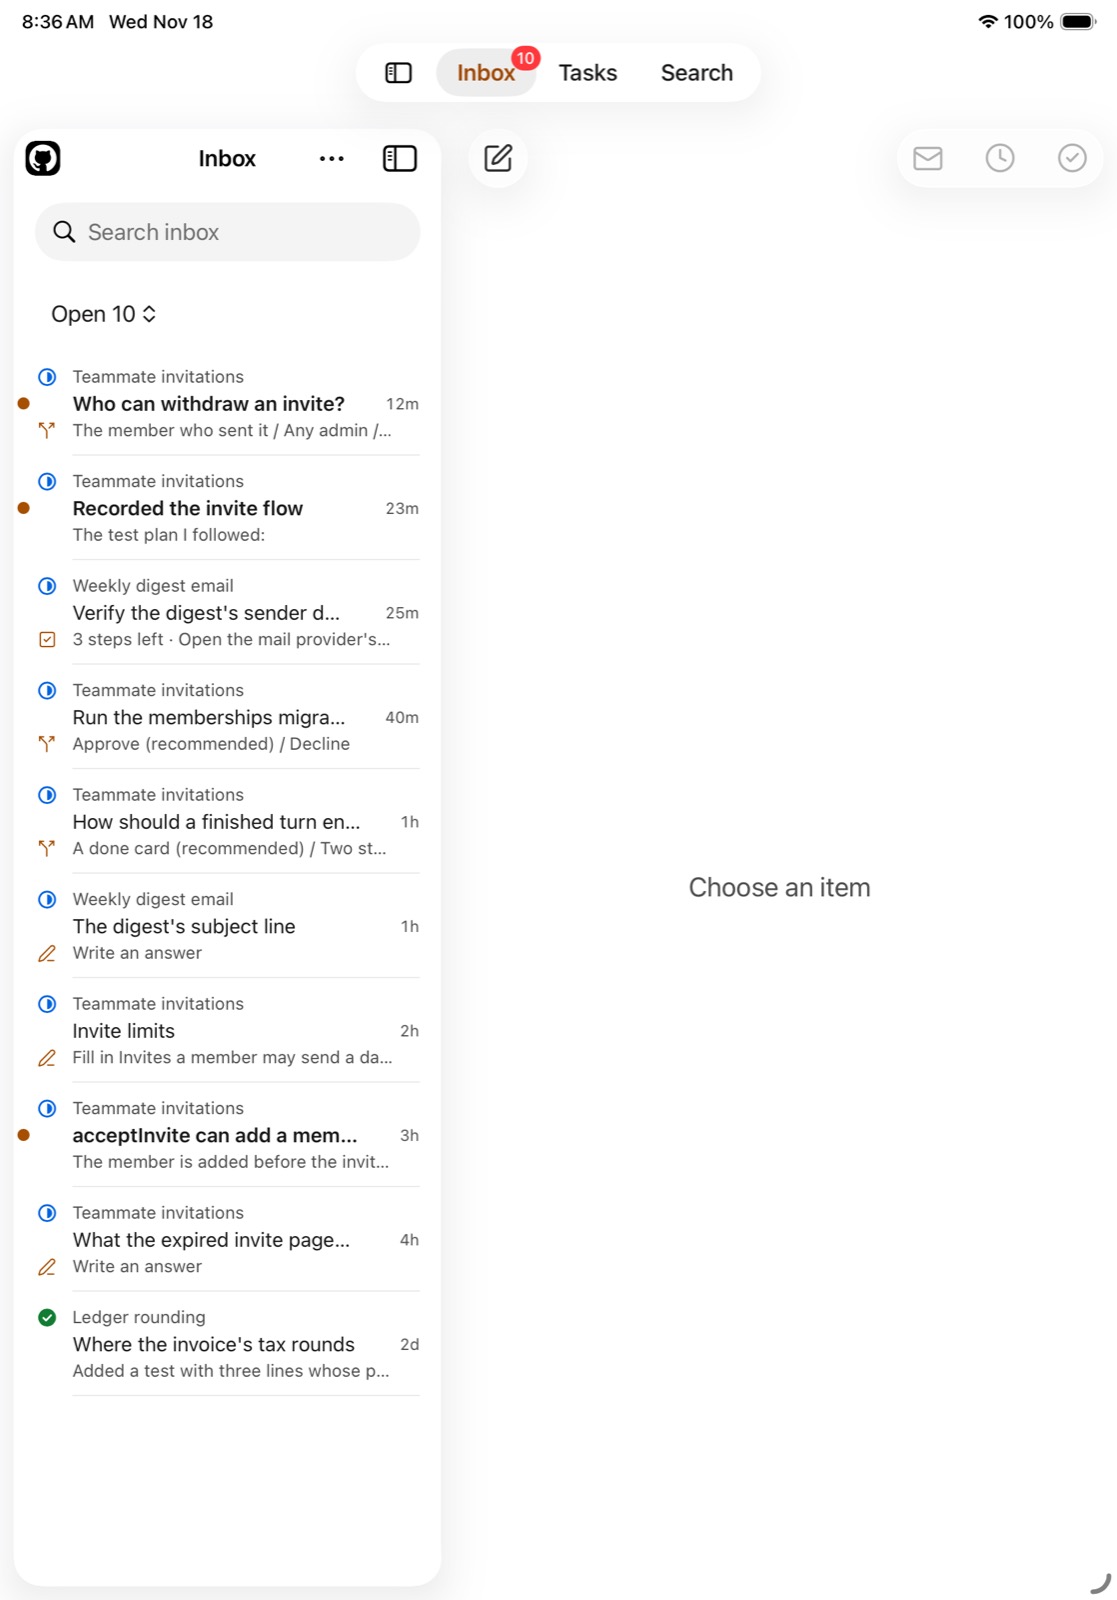 8:36 AM Wed Nov 18
100%
Inbox
10
Tasks
Search
Inbox
Search inbox
Open 10
Teammate invitations
Who can withdraw an invite?
12m
The member who sent it / Any admin /...
Teammate invitations
Recorded the invite flow
23m
The test plan I followed:
Weekly digest email
Verify the digest's sender d...
25m
3 steps left · Open the mail provider's...
Teammate invitations
Run the memberships migra...
40m
Approve (recommended) / Decline
Teammate invitations
How should a finished turn en...
1h
A done card (recommended) / Two st...
Weekly digest email
The digest's subject line
1h
Write an answer
Teammate invitations
Invite limits
2h
Fill in Invites a member may send a da...
Teammate invitations
acceptInvite can add a mem...
3h
The member is added before the invit...
Teammate invitations
What the expired invite page...
4h
Write an answer
Ledger rounding
Where the invoice's tax rounds
2d
Added a test with three lines whose p...
Choose an item